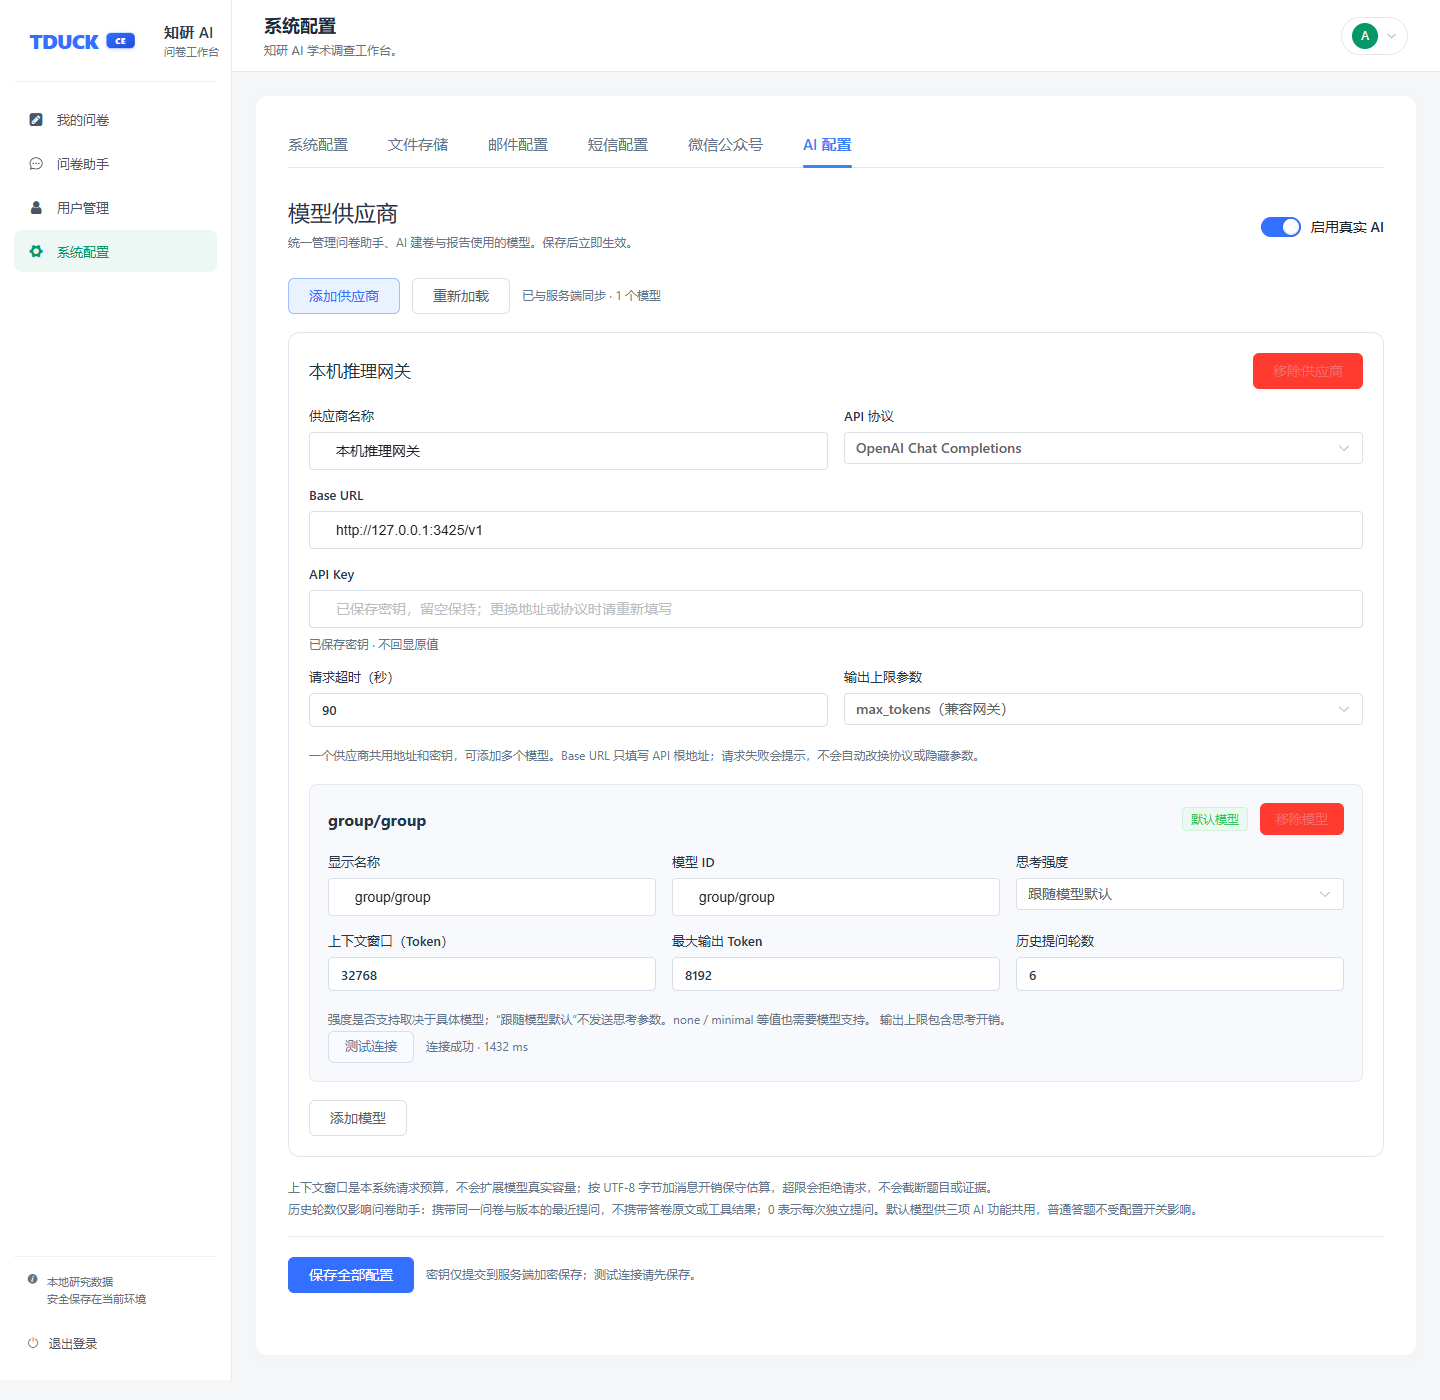 TDUCK CE
知研 AI
问卷工作台
我的问卷
问卷助手
用户管理
系统配置
本地研究数据
安全保存在当前环境
退出登录
系统配置
知研 AI 学术调查工作台。
A
系统配置 文件存储 邮件配置 短信配置 微信公众号 AI 配置
模型供应商
统一管理问卷助手、AI 建卷与报告使用的模型。保存后立即生效。
启用真实 AI
添加供应商 重新加载 已与服务端同步 · 1 个模型
本机推理网关
移除供应商
供应商名称 API 协议
本机推理网关 OpenAI Chat Completions
Base URL
http://127.0.0.1:3425/v1
API Key
已保存密钥，留空保持；更换地址或协议时请重新填写
已保存密钥 · 不回显原值
请求超时（秒） 输出上限参数
90 max_tokens（兼容网关）
一个供应商共用地址和密钥，可添加多个模型。Base URL 只填写 API 根地址；请求失败会提示，不会自动改换协议或隐藏参数。
group/group
默认模型 移除模型
显示名称 模型 ID 思考强度
group/group group/group 跟随模型默认
上下文窗口（Token） 最大输出 Token 历史提问轮数
32768 8192 6
强度是否支持取决于具体模型；“跟随模型默认”不发送思考参数。none / minimal 等值也需要模型支持。 输出上限包含思考开销。
测试连接 连接成功 · 1432 ms
添加模型
上下文窗口是本系统请求预算，不会扩展模型真实容量；按 UTF-8 字节加消息开销保守估算，超限会拒绝请求，不会截断题目或证据。
历史轮数仅影响问卷助手：携带同一问卷与版本的最近提问，不携带答卷原文或工具结果；0 表示每次独立提问。默认模型供三项 AI 功能共用，普通答题不受配置开关影响。
保存全部配置 密钥仅提交到服务端加密保存；测试连接请先保存。